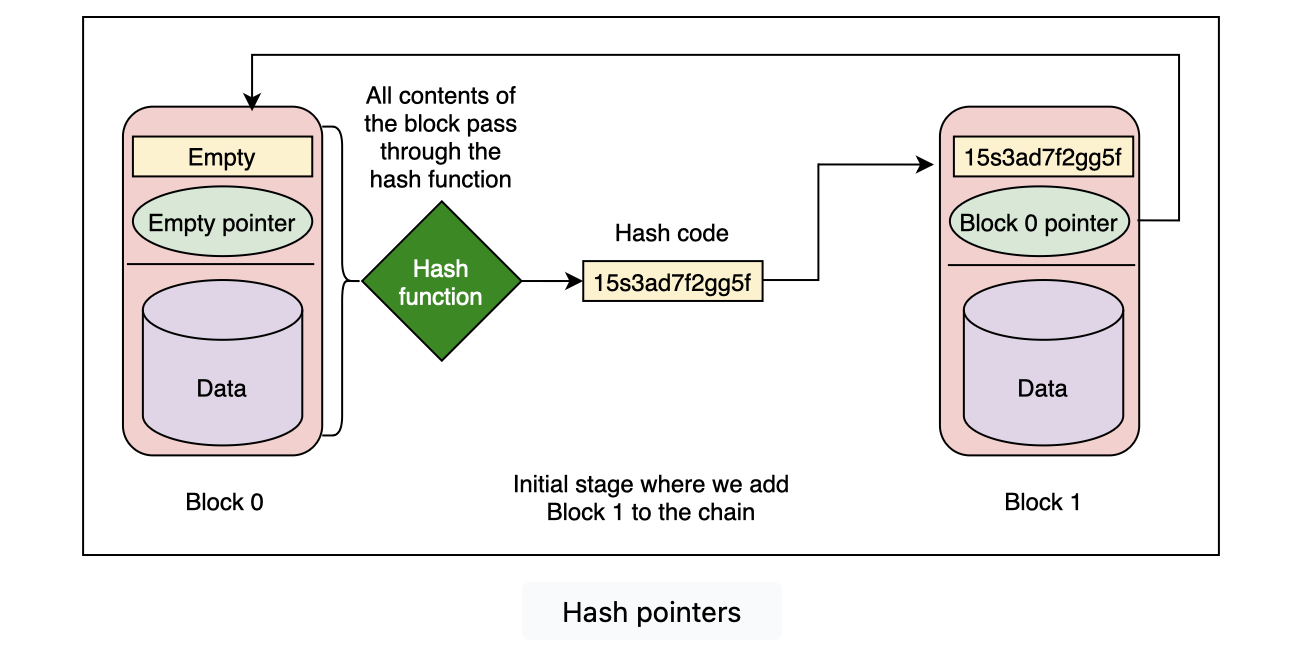 All contents of
the block pass
through the
hash function
Empty
Empty pointer
Data
Block 0
Hash
function
Hash code
15s3ad7f2gg5f
15s3ad7f2gg5f
Block 0 pointer
Data
Block 1
Initial stage where we add
Block 1 to the chain
Hash pointers